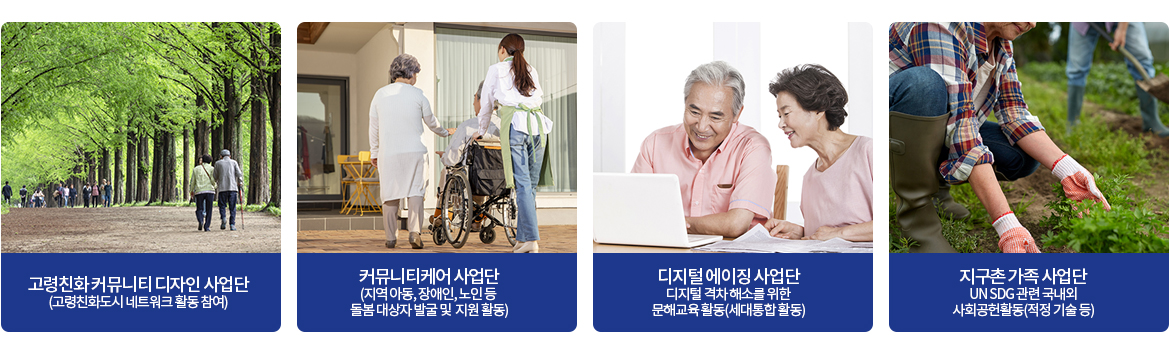 고령친화 커뮤니티 디자인 사업단
(고령친화도시 네트워크 활동 참여)
커뮤니티케어 사업단
(지역 아동, 장애인, 노인 등
돌봄 대상자 발굴 및 지원 활동)
디지털 에이징 사업단
디지털 격차 해소를 위한
문해교육 활동(세대통합 활동)
지구촌 가족 사업단
UN SDG 관련 국내외
사회공헌활동(적정 기술 등)